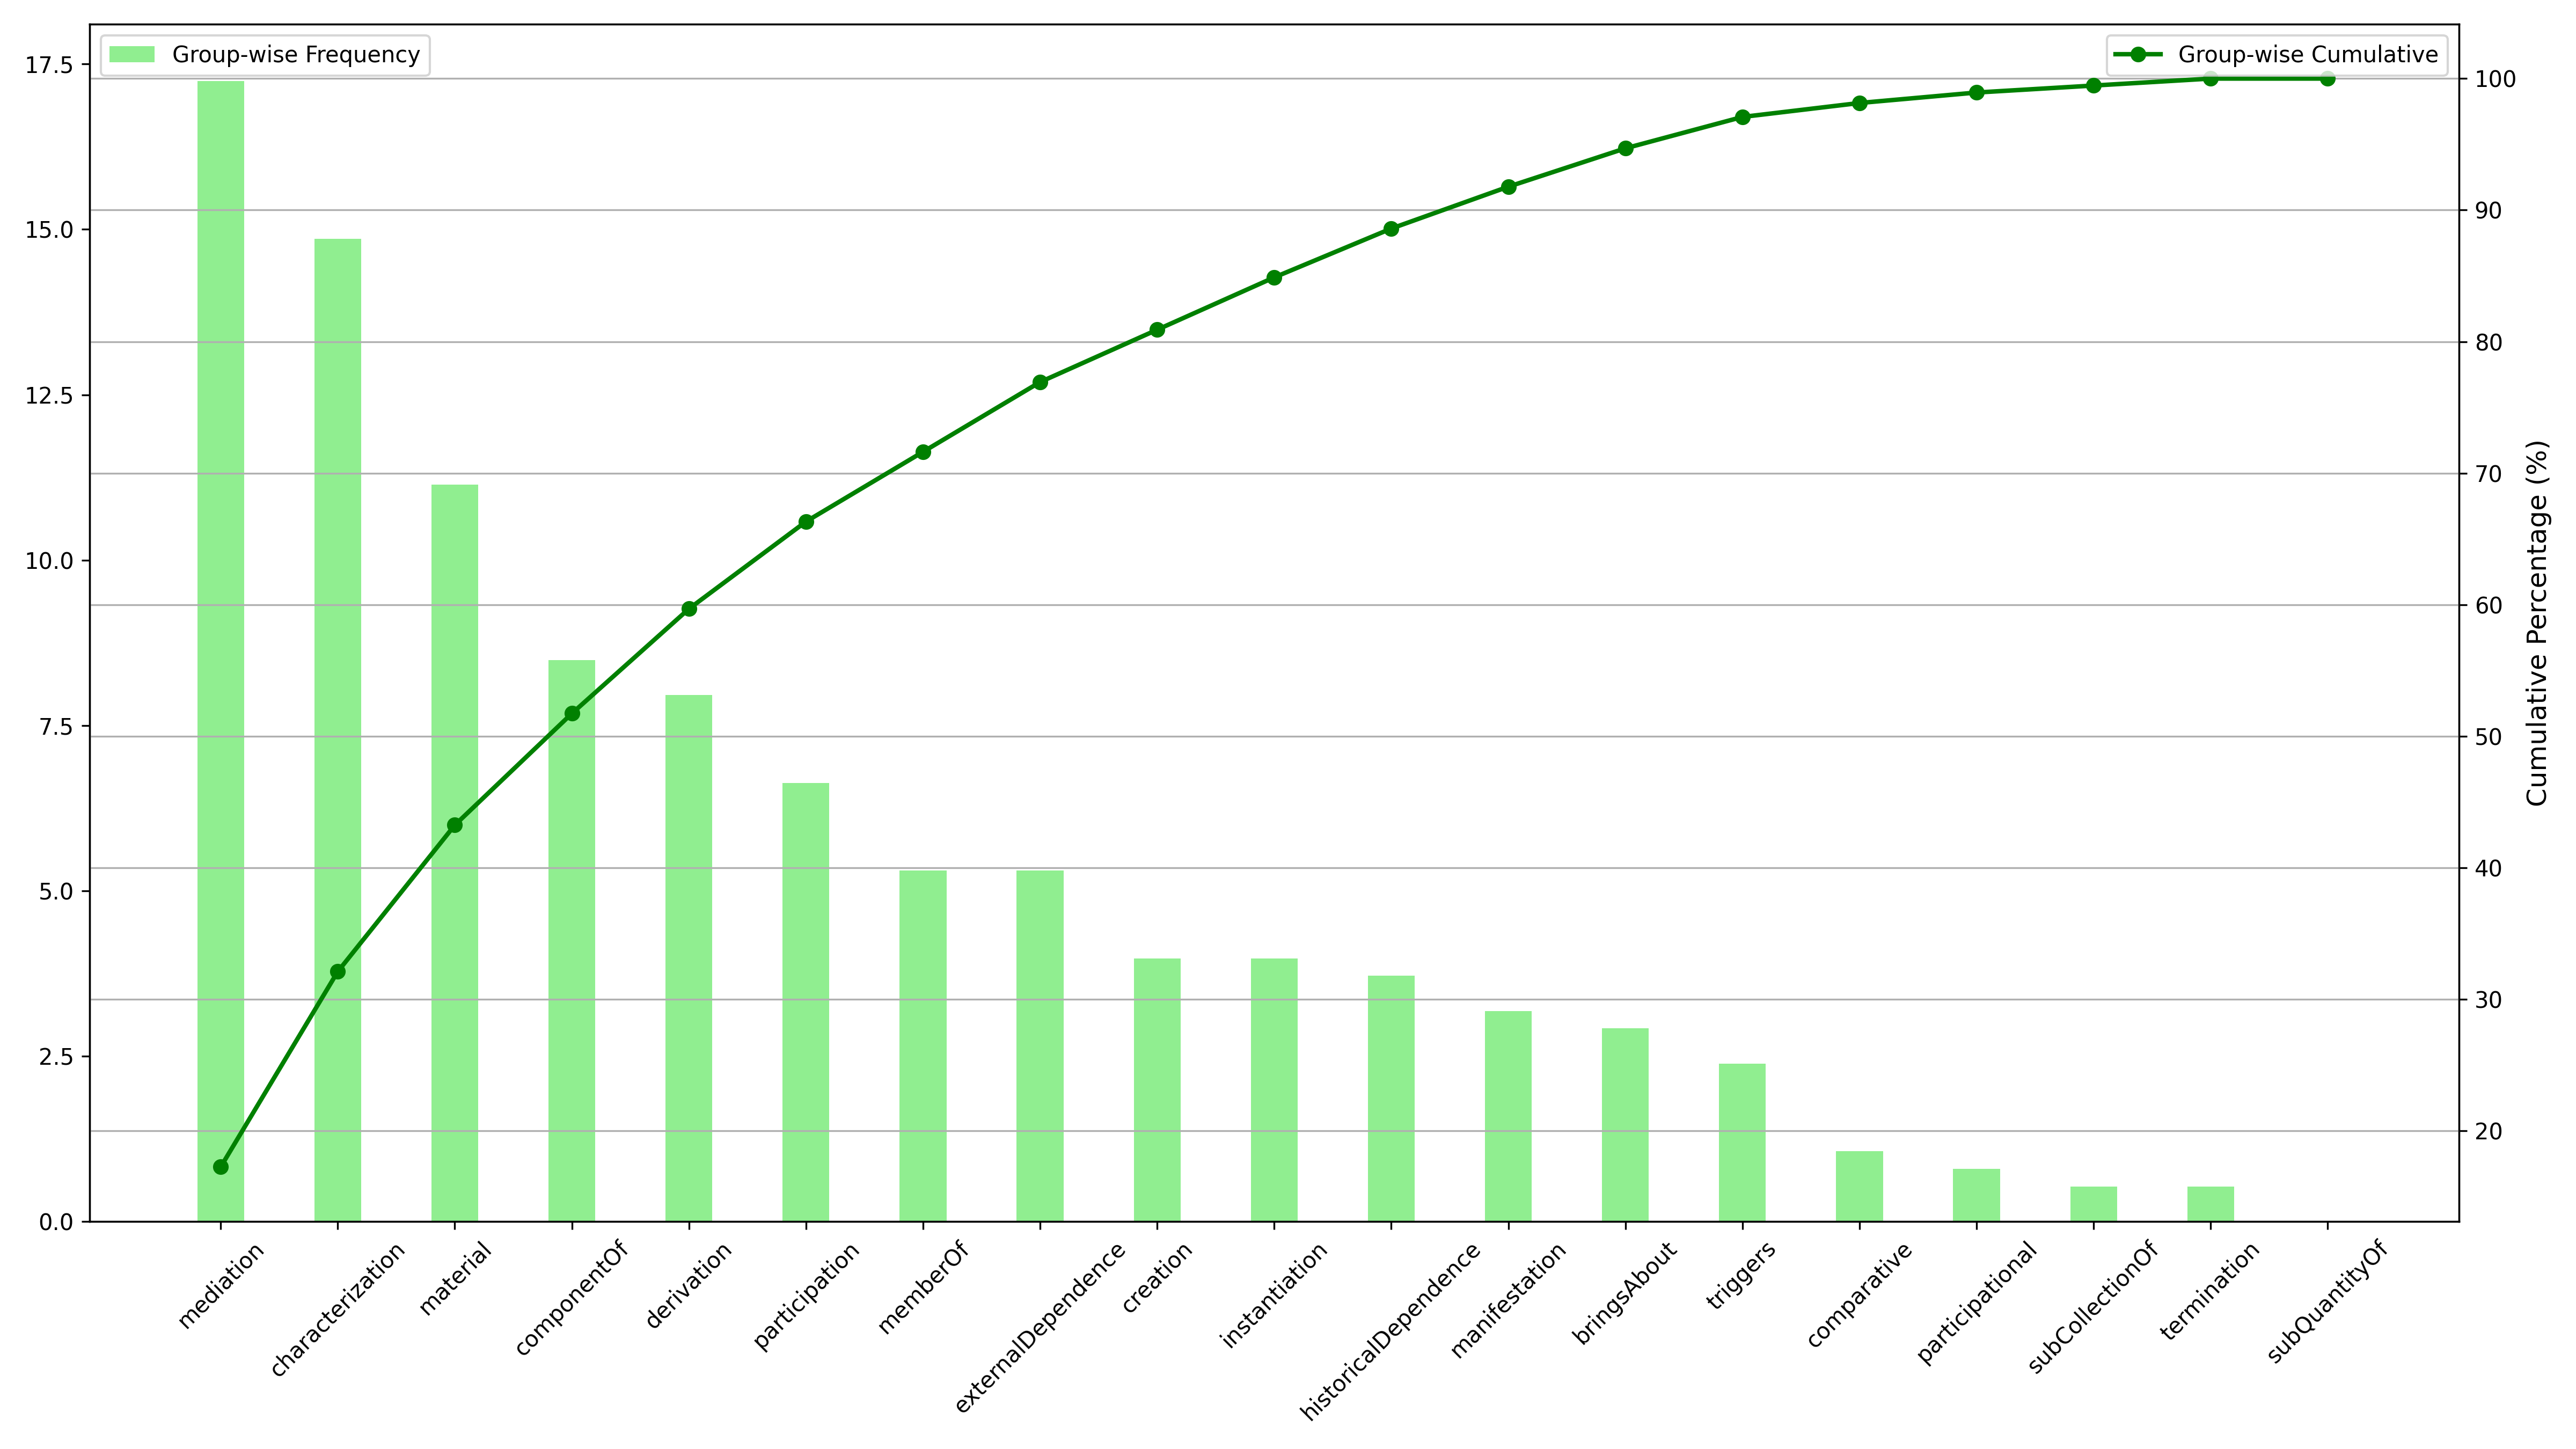 Group-wise Frequency
Group-wise Cumulative
17.5
15.0
12.5
10.0
7.5
5.0
2.5
0.0
100
90
80
70
60
50
40
30
20
Cumulative Percentage (%)
mediation
characterization
material
componentOf
derivation
participation
memberOf
externalDependence
creation
instantiation
historicalDependence
manifestation
bringsAbout
triggers
comparative
participational
subCollectionOf
termination
subQuantityOf